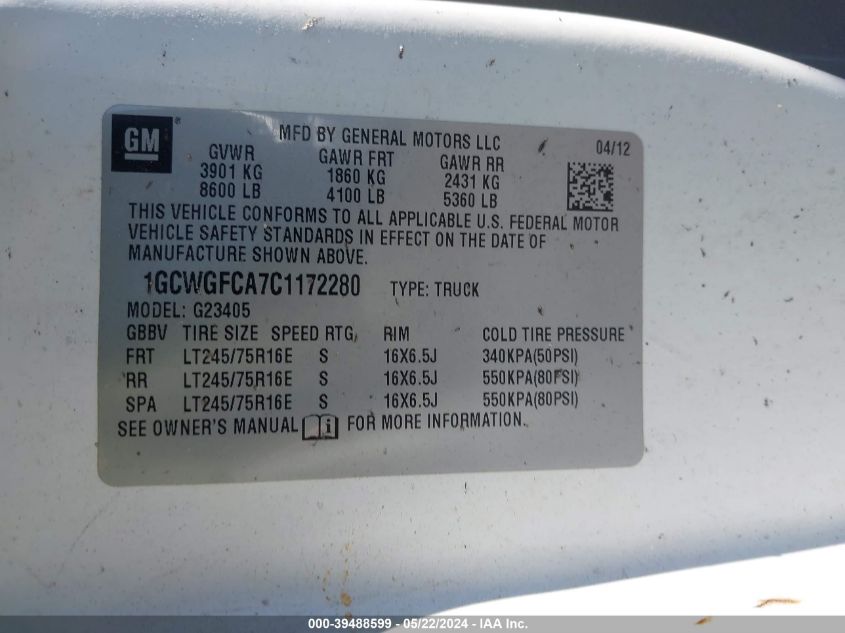 GM ®
MFD BY GENERAL MOTORS LLC 04/12
GVWR GAWR FRT GAWR RR
3901 KG 1860 KG 2431 KG
8600 LB 4100 LB 5360 LB
THIS VEHICLE CONFORMS TO ALL APPLICABLE U.S. FEDERAL MOTOR
VEHICLE SAFETY STANDARDS IN EFFECT ON THE DATE OF
MANUFACTURE SHOWN ABOVE.
1GCWGFCA7C1172280 TYPE: TRUCK
MODEL: G23405
GBBV TIRE SIZE SPEED RTG RIM COLD TIRE PRESSURE
FRT LT245/75R16E S 16X6.5J 340KPA(50PSI)
RR LT245/75R16E S 16X6.5J 550KPA(80PSI)
SPA LT245/75R16E S 16X6.5J 550KPA(80PSI)
SEE OWNER'S MANUAL i FOR MORE INFORMATION.
000-39488599 - 05/22/2024 - IAA Inc.